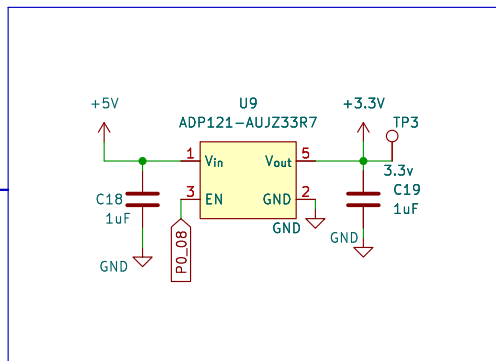 +5V
U9
ADP121-AUJZ33R7
+3.3V
TP3
1
Vin
Vout
5
3.3v
C18
1uF
3
EN
GND
2
C19
1uF
GND
GND
P0_08
GND